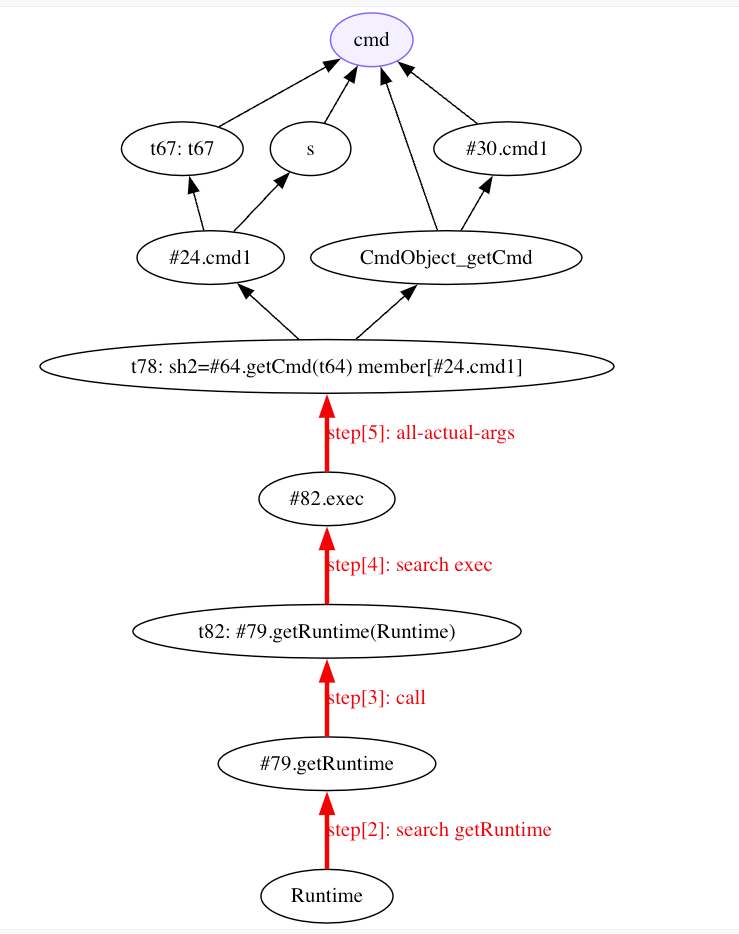 cmd
t67: t67
s
#30.cmd1
#24.cmd1
CmdObject_getCmd
t78: sh2=#64.getCmd(t64) member[#24.cmd1]
step[5]: all-actual-args
#82.exec
step[4]: search exec
t82: #79.getRuntime(Runtime)
step[3]: call
#79.getRuntime
step[2]: search getRuntime
Runtime